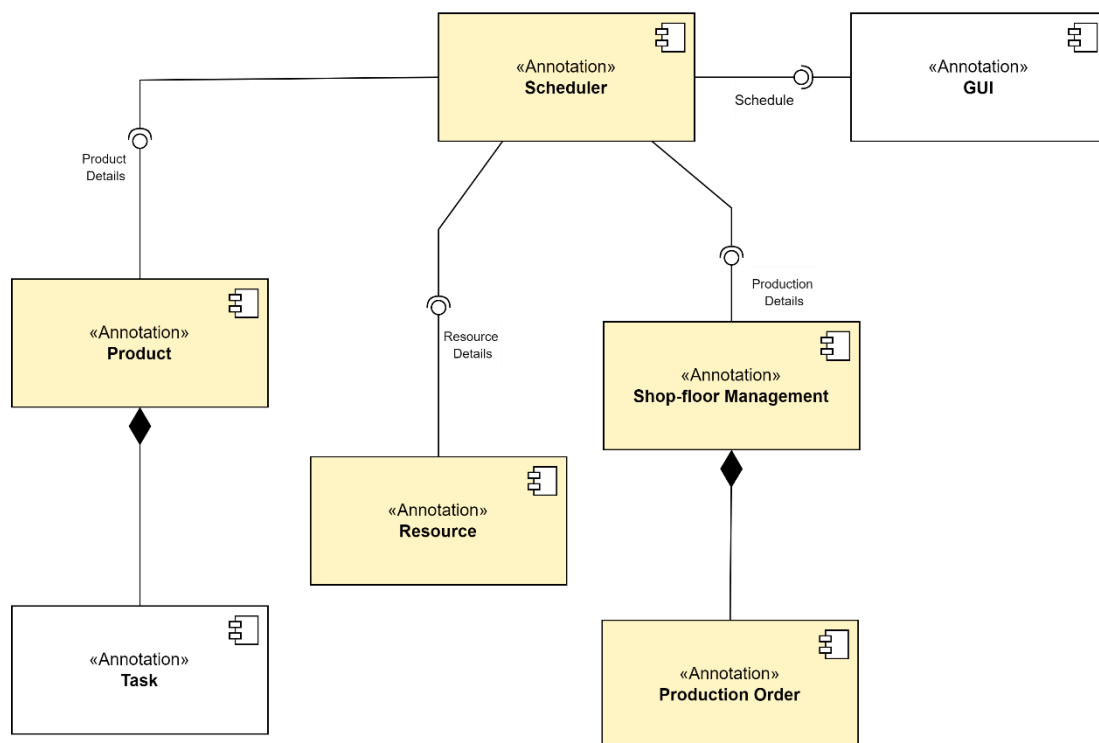 «Annotation»
Scheduler
«Annotation»
GUI
Schedule
Product
Details
Production
Details
«Annotation»
Product
Resource
Details
«Annotation»
Shop-floor Management
«Annotation»
Resource
«Annotation»
Task
«Annotation»
Production Order